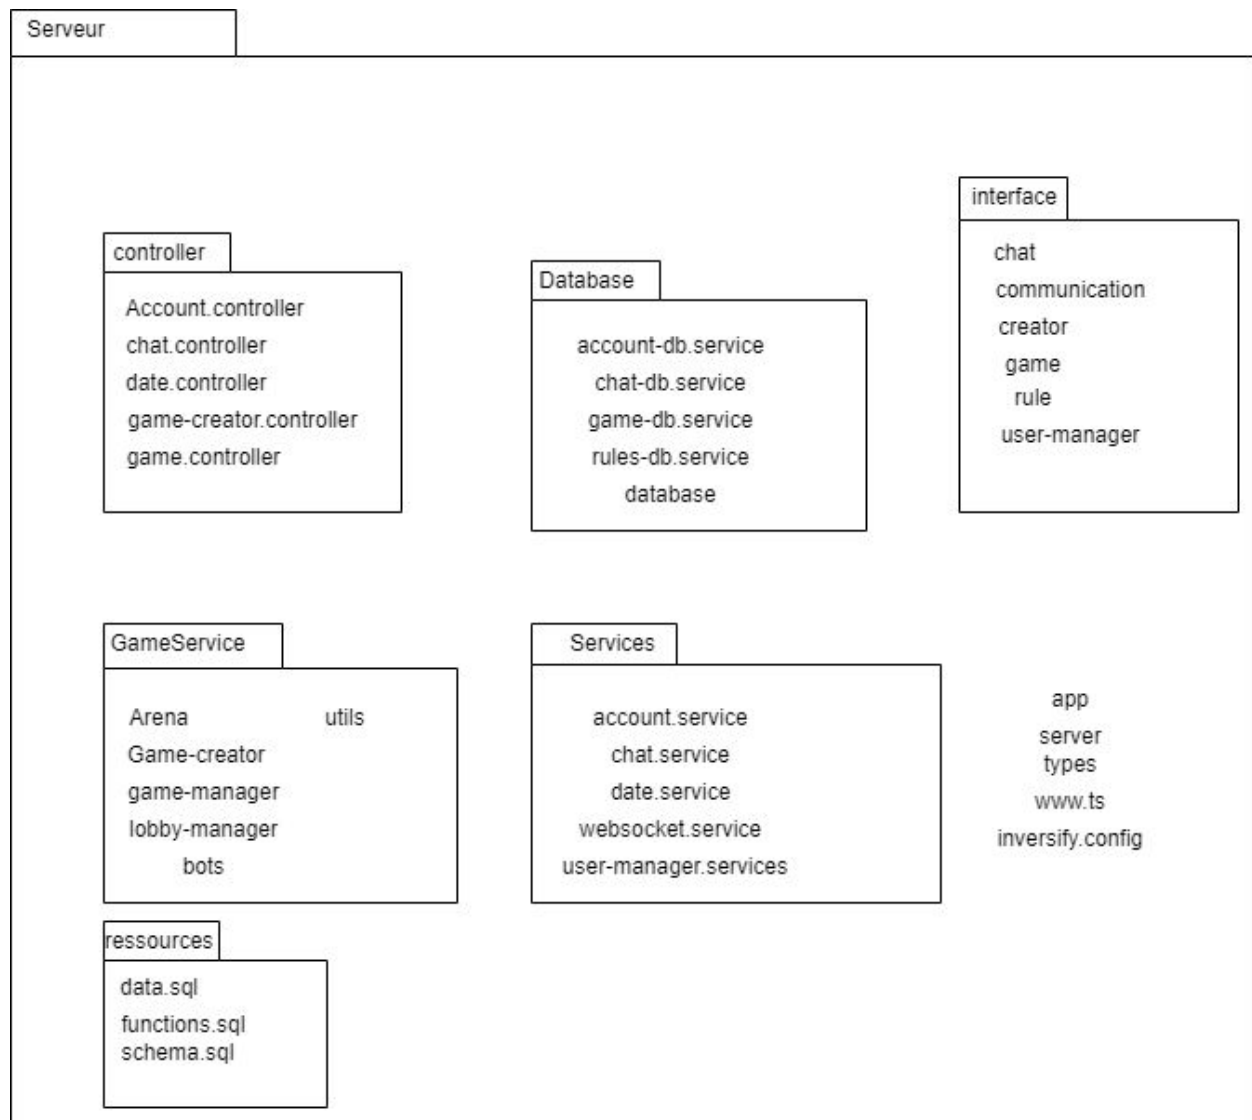 Serveur
controller
Account.controller
chat.controller
date.controller
game-creator.controller
game.controller
Database
account-db.service
chat-db.service
game-db.service
rules-db.service
database
interface
chat
communication
creator
game
rule
user-manager
GameService
Arena
utils
Game-creator
game-manager
lobby-manager
bots
Services
account.service
chat.service
date.service
websocket.service
user-manager.services
app
server
types
www.ts
inversify.config
ressources
data.sql
functions.sql
schema.sql